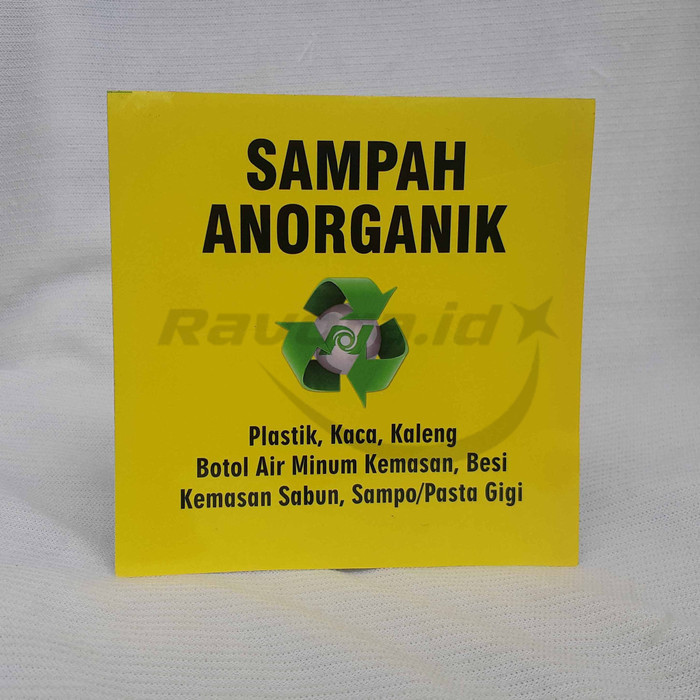 SAMPAH
ANORGANIK
Plastik, Kaca, Kaleng
Botol Air Minum Kemasan, Besi
Kemasan Sabun, Sampo/Pasta Gigi